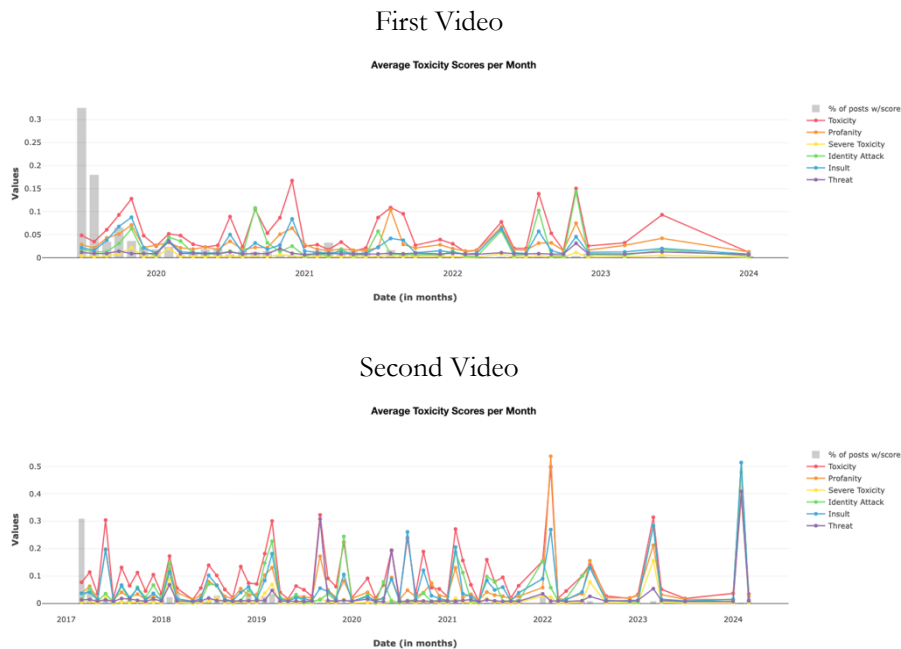 First Video
Average Toxicity Scores per Month
% of posts w/score
Toxicity
Profanity
Severe Toxicity
Identity Attack
Insult
Threat
Values
0.3
0.25
0.2
0.15
0.1
0.05
0
2020 2021 2022 2023 2024
Date (in months)
Second Video
Average Toxicity Scores per Month
% of posts w/score
Toxicity
Profanity
Severe Toxicity
Identity Attack
Insult
Threat
Values
0.5
0.4
0.3
0.2
0.1
0
2017 2018 2019 2020 2021 2022 2023 2024
Date (in months)